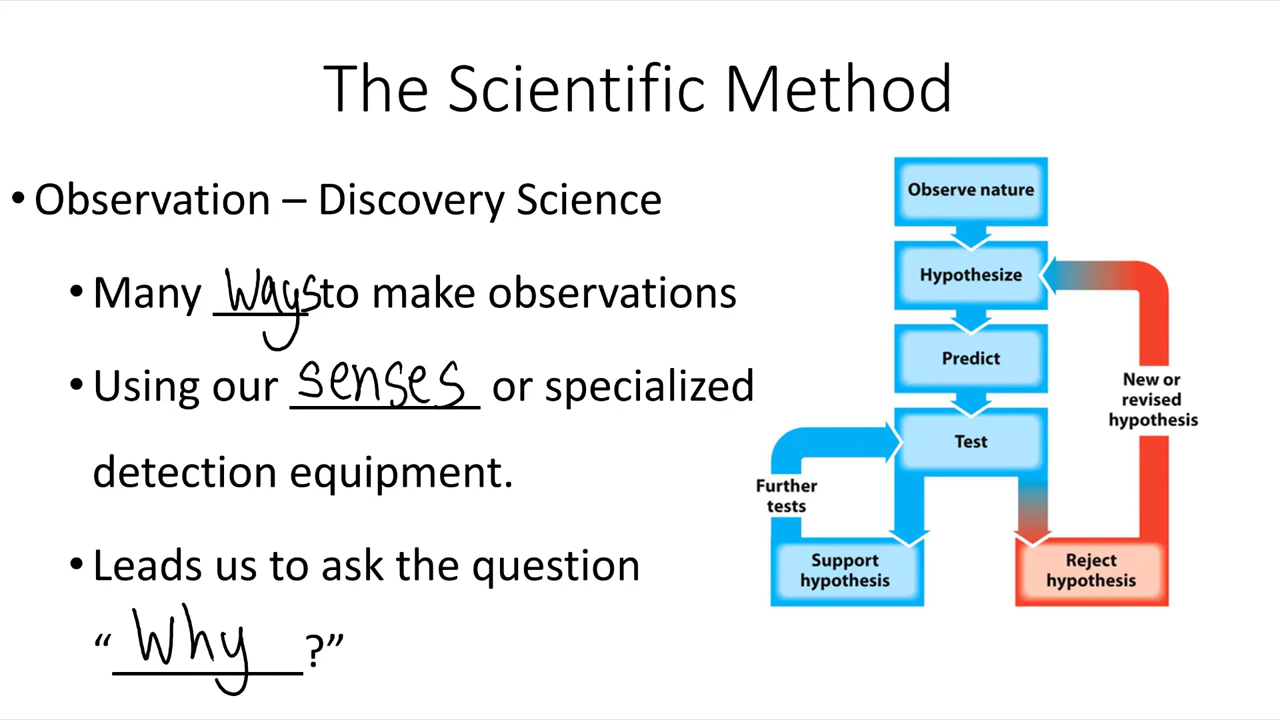 The Scientific Method
• Observation – Discovery Science
• Many ways to make observations
• Using our senses or specialized
detection equipment.
• Leads us to ask the question
“ Why ?”
Observe nature
Hypothesize
Predict
Test
New or
revised
hypothesis
Further
tests
Support
hypothesis
Reject
hypothesis